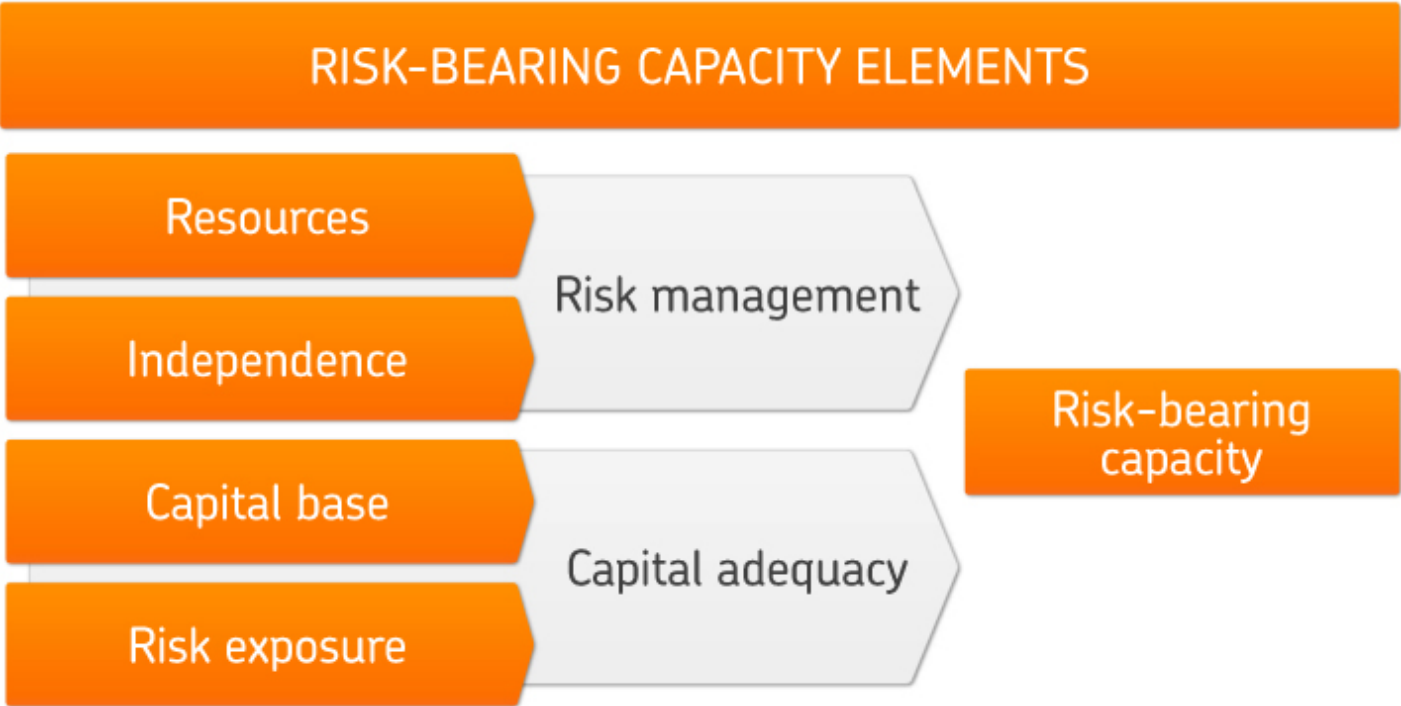 RISK-BEARING CAPACITY ELEMENTS
Resources
Independence
Risk management
Capital base
Risk exposure
Capital adequacy
Risk-bearing
capacity